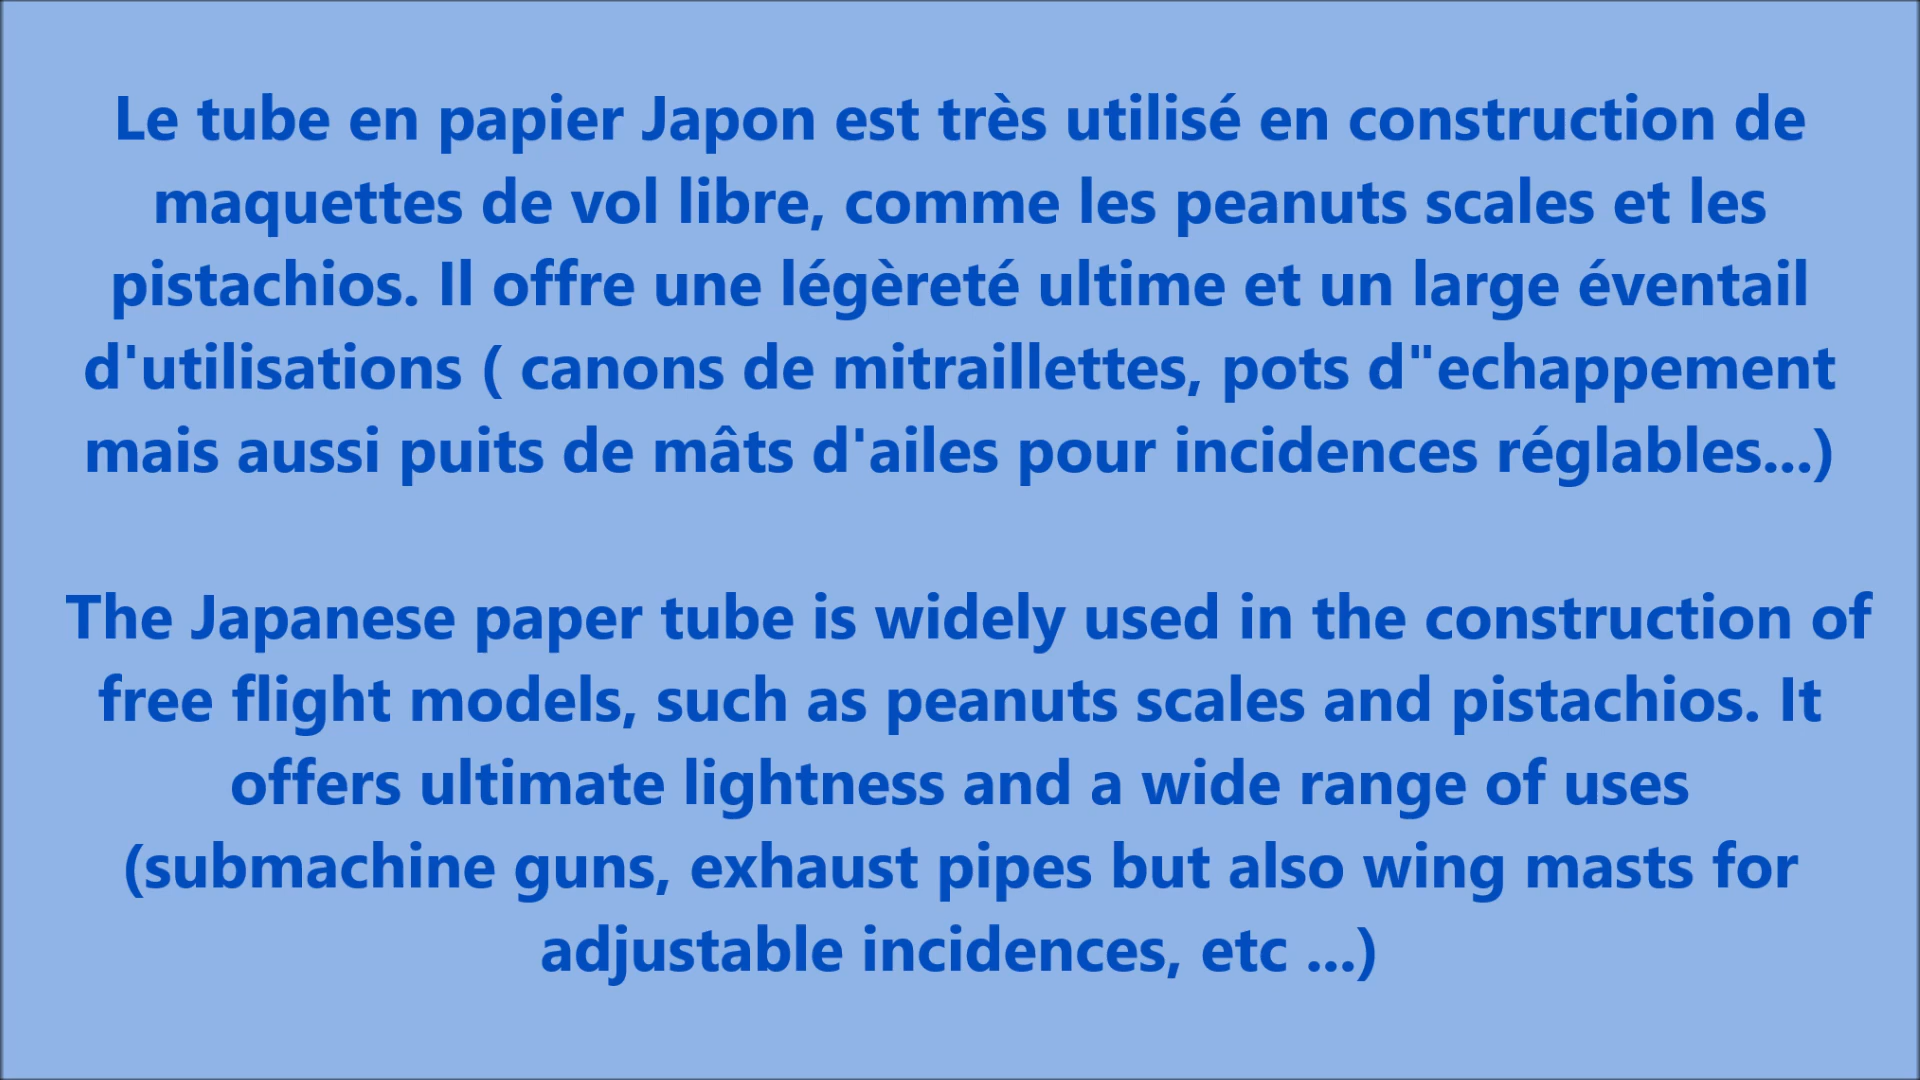 Le tube en papier Japon est très utilisé en construction de
maquettes de vol libre, comme les peanuts scales et les
pistachios. Il offre une légèreté ultime et un large éventail
d'utilisations ( canons de mitraillettes, pots d"echappement
mais aussi puits de mâts d'ailes pour incidences réglables...)
The Japanese paper tube is widely used in the construction of
free flight models, such as peanuts scales and pistachios. It
offers ultimate lightness and a wide range of uses
(submachine guns, exhaust pipes but also wing masts for
adjustable incidences, etc ...)